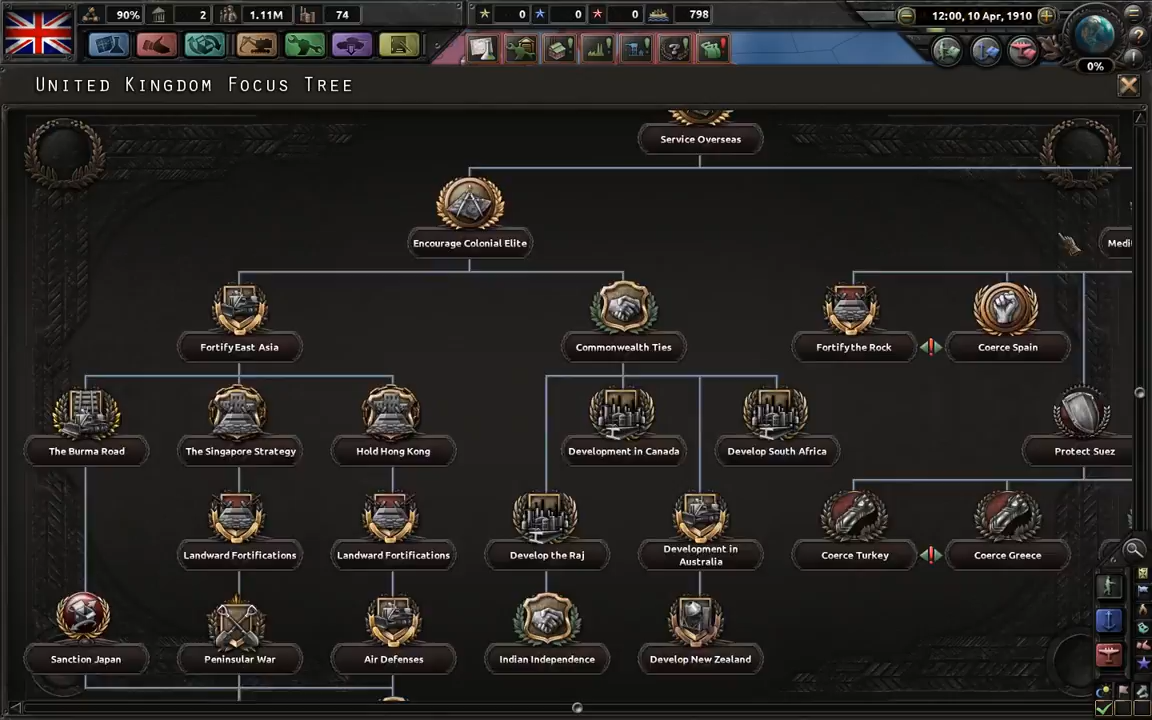 90%
2
1.11M
74
0
0
0
798
12:00, 10 Apr, 1910
0%
United Kingdom Focus Tree
Service Overseas
Encourage Colonial Elite
Medi
Fortify East Asia
Commonwealth Ties
Fortify the Rock
Coerce Spain
The Burma Road
The Singapore Strategy
Hold Hong Kong
Development in Canada
Develop South Africa
Protect Suez
Landward Fortifications
Landward Fortifications
Develop the Raj
Development in
Australia
Coerce Turkey
Coerce Greece
Sanction Japan
Peninsular War
Air Defenses
Indian Independence
Develop New Zealand